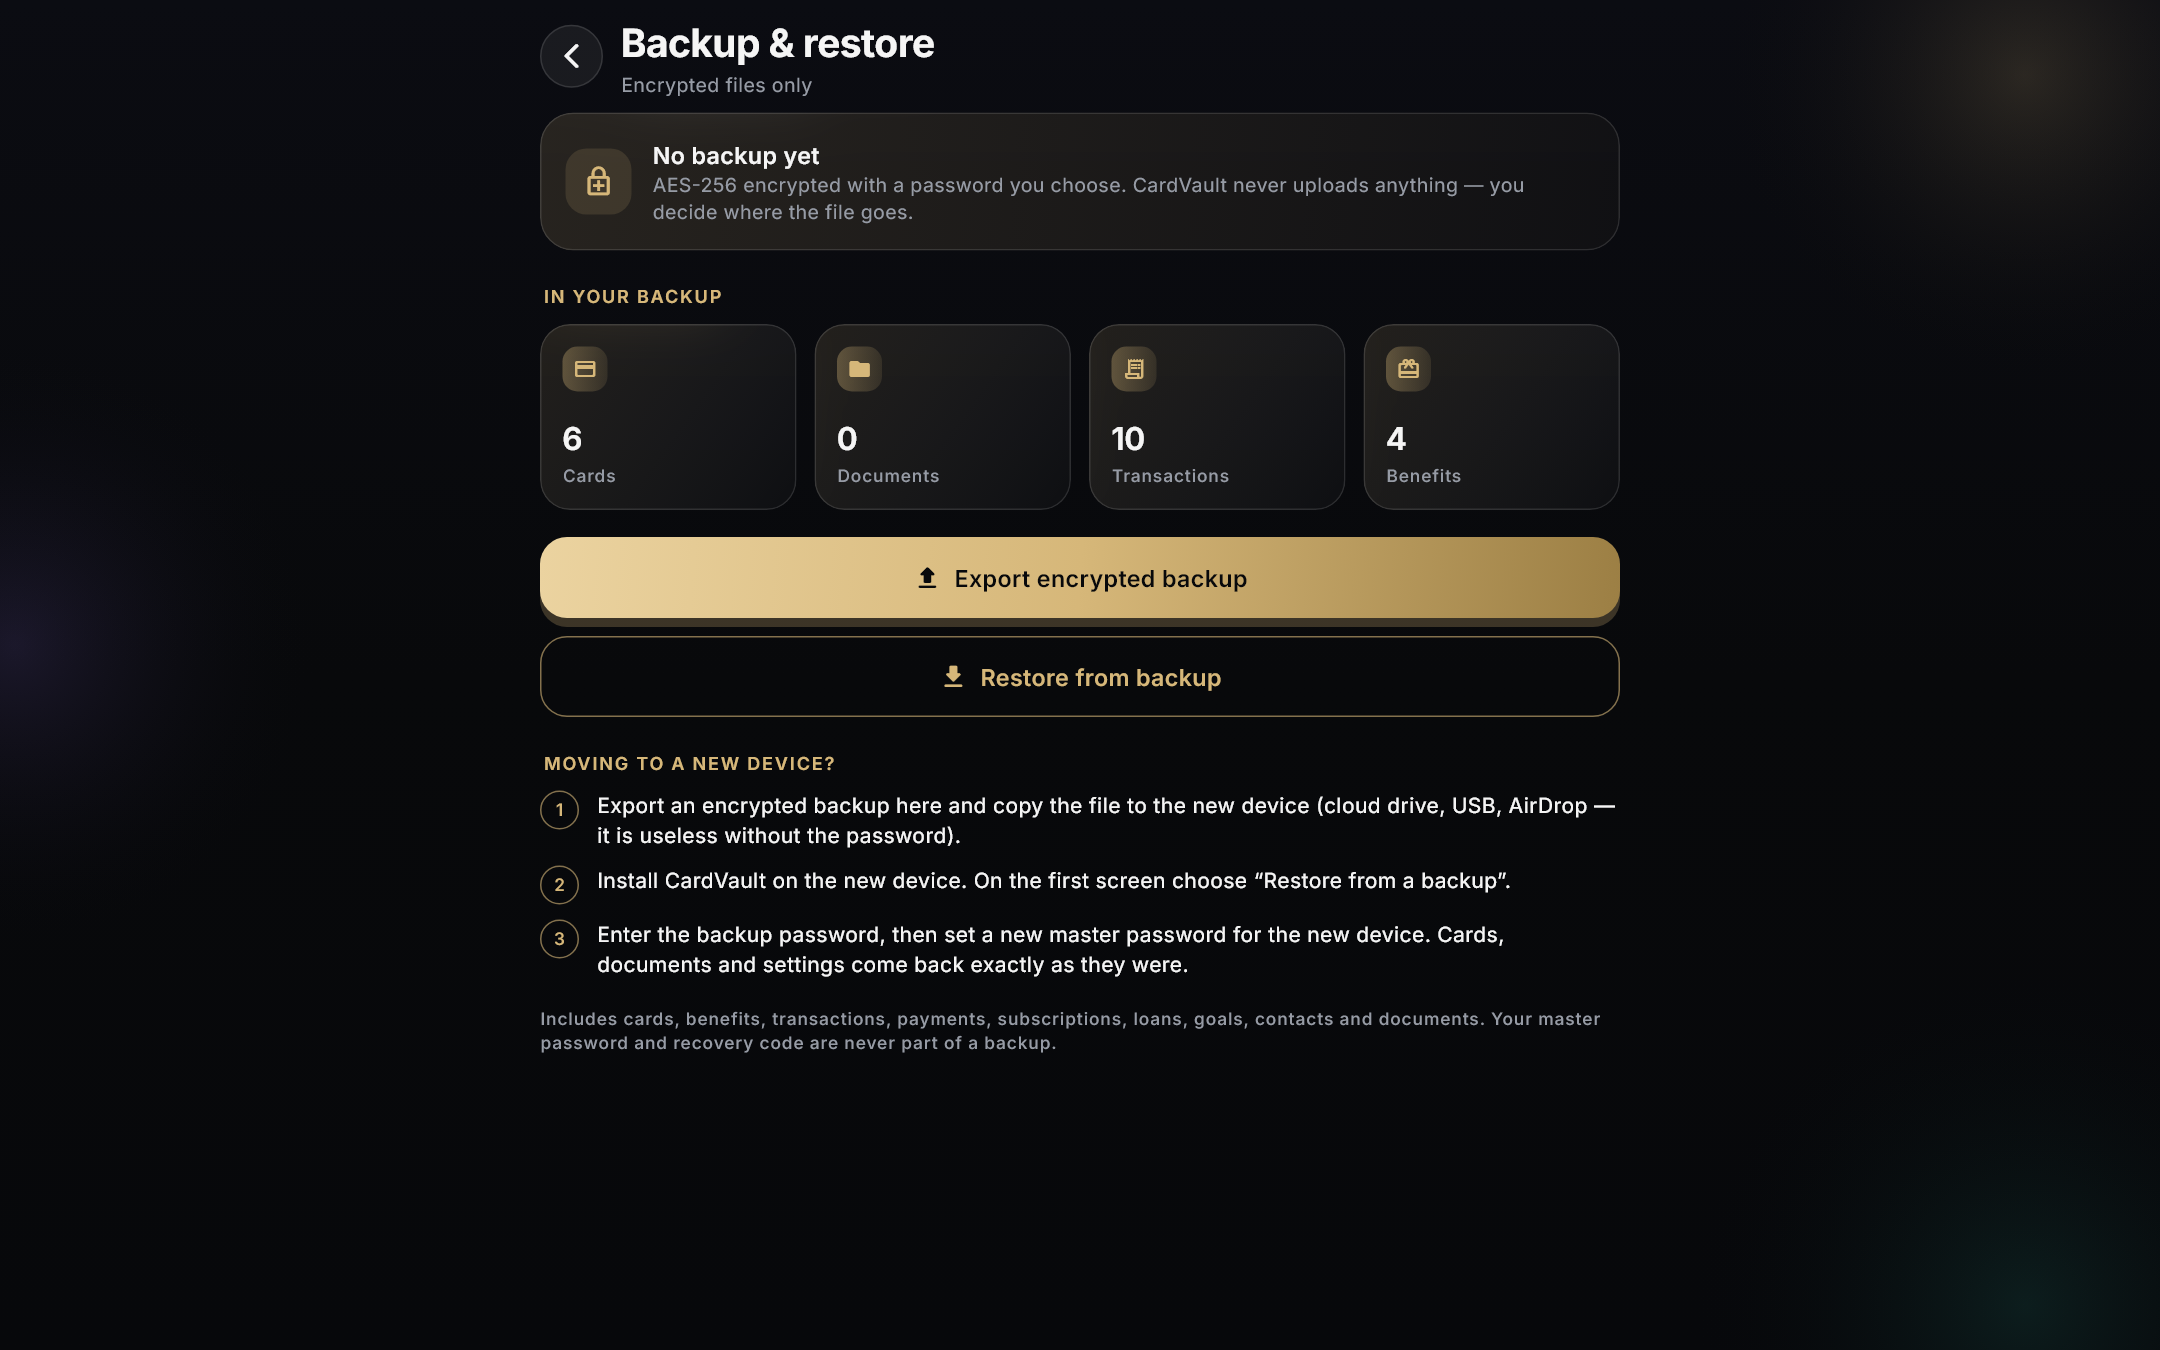 Backup & restore
Encrypted files only
No backup yet
AES-256 encrypted with a password you choose. CardVault never uploads anything — you
decide where the file goes.
IN YOUR BACKUP
6
Cards
0
Documents
10
Transactions
4
Benefits
Export encrypted backup
Restore from backup
MOVING TO A NEW DEVICE?
1
Export an encrypted backup here and copy the file to the new device (cloud drive, USB, AirDrop —
it is useless without the password).
2
Install CardVault on the new device. On the first screen choose “Restore from a backup”.
3
Enter the backup password, then set a new master password for the new device. Cards,
documents and settings come back exactly as they were.
Includes cards, benefits, transactions, payments, subscriptions, loans, goals, contacts and documents. Your master
password and recovery code are never part of a backup.